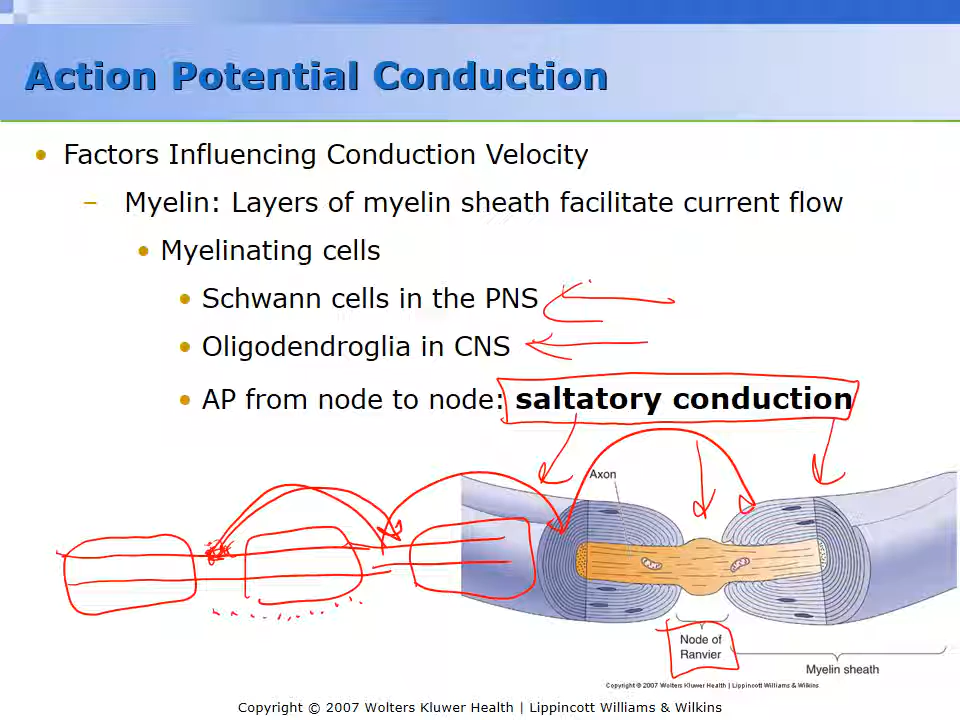 Action Potential Conduction
• Factors Influencing Conduction Velocity
– Myelin: Layers of myelin sheath facilitate current flow
• Myelinating cells
• Schwann cells in the PNS
• Oligodendroglia in CNS
• AP from node to node: saltatory conduction
Axon
Node of
Ranvier
Myelin sheath
Copyright © 2007 Wolters Kluwer Health | Lippincott Williams & Wilkins
Copyright © 2007 Wolters Kluwer Health | Lippincott Williams & Wilkins